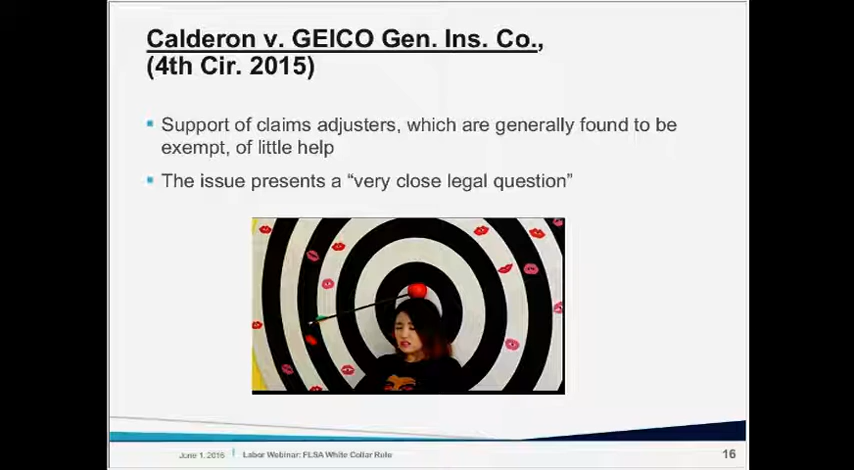 Calderon v. GEICO Gen. Ins. Co.,
(4th Cir. 2015)
Support of claims adjusters, which are generally found to be
exempt, of little help
The issue presents a “very close legal question”
June 1, 2016 | Labor Webinar: FLSA White Collar Rule 16